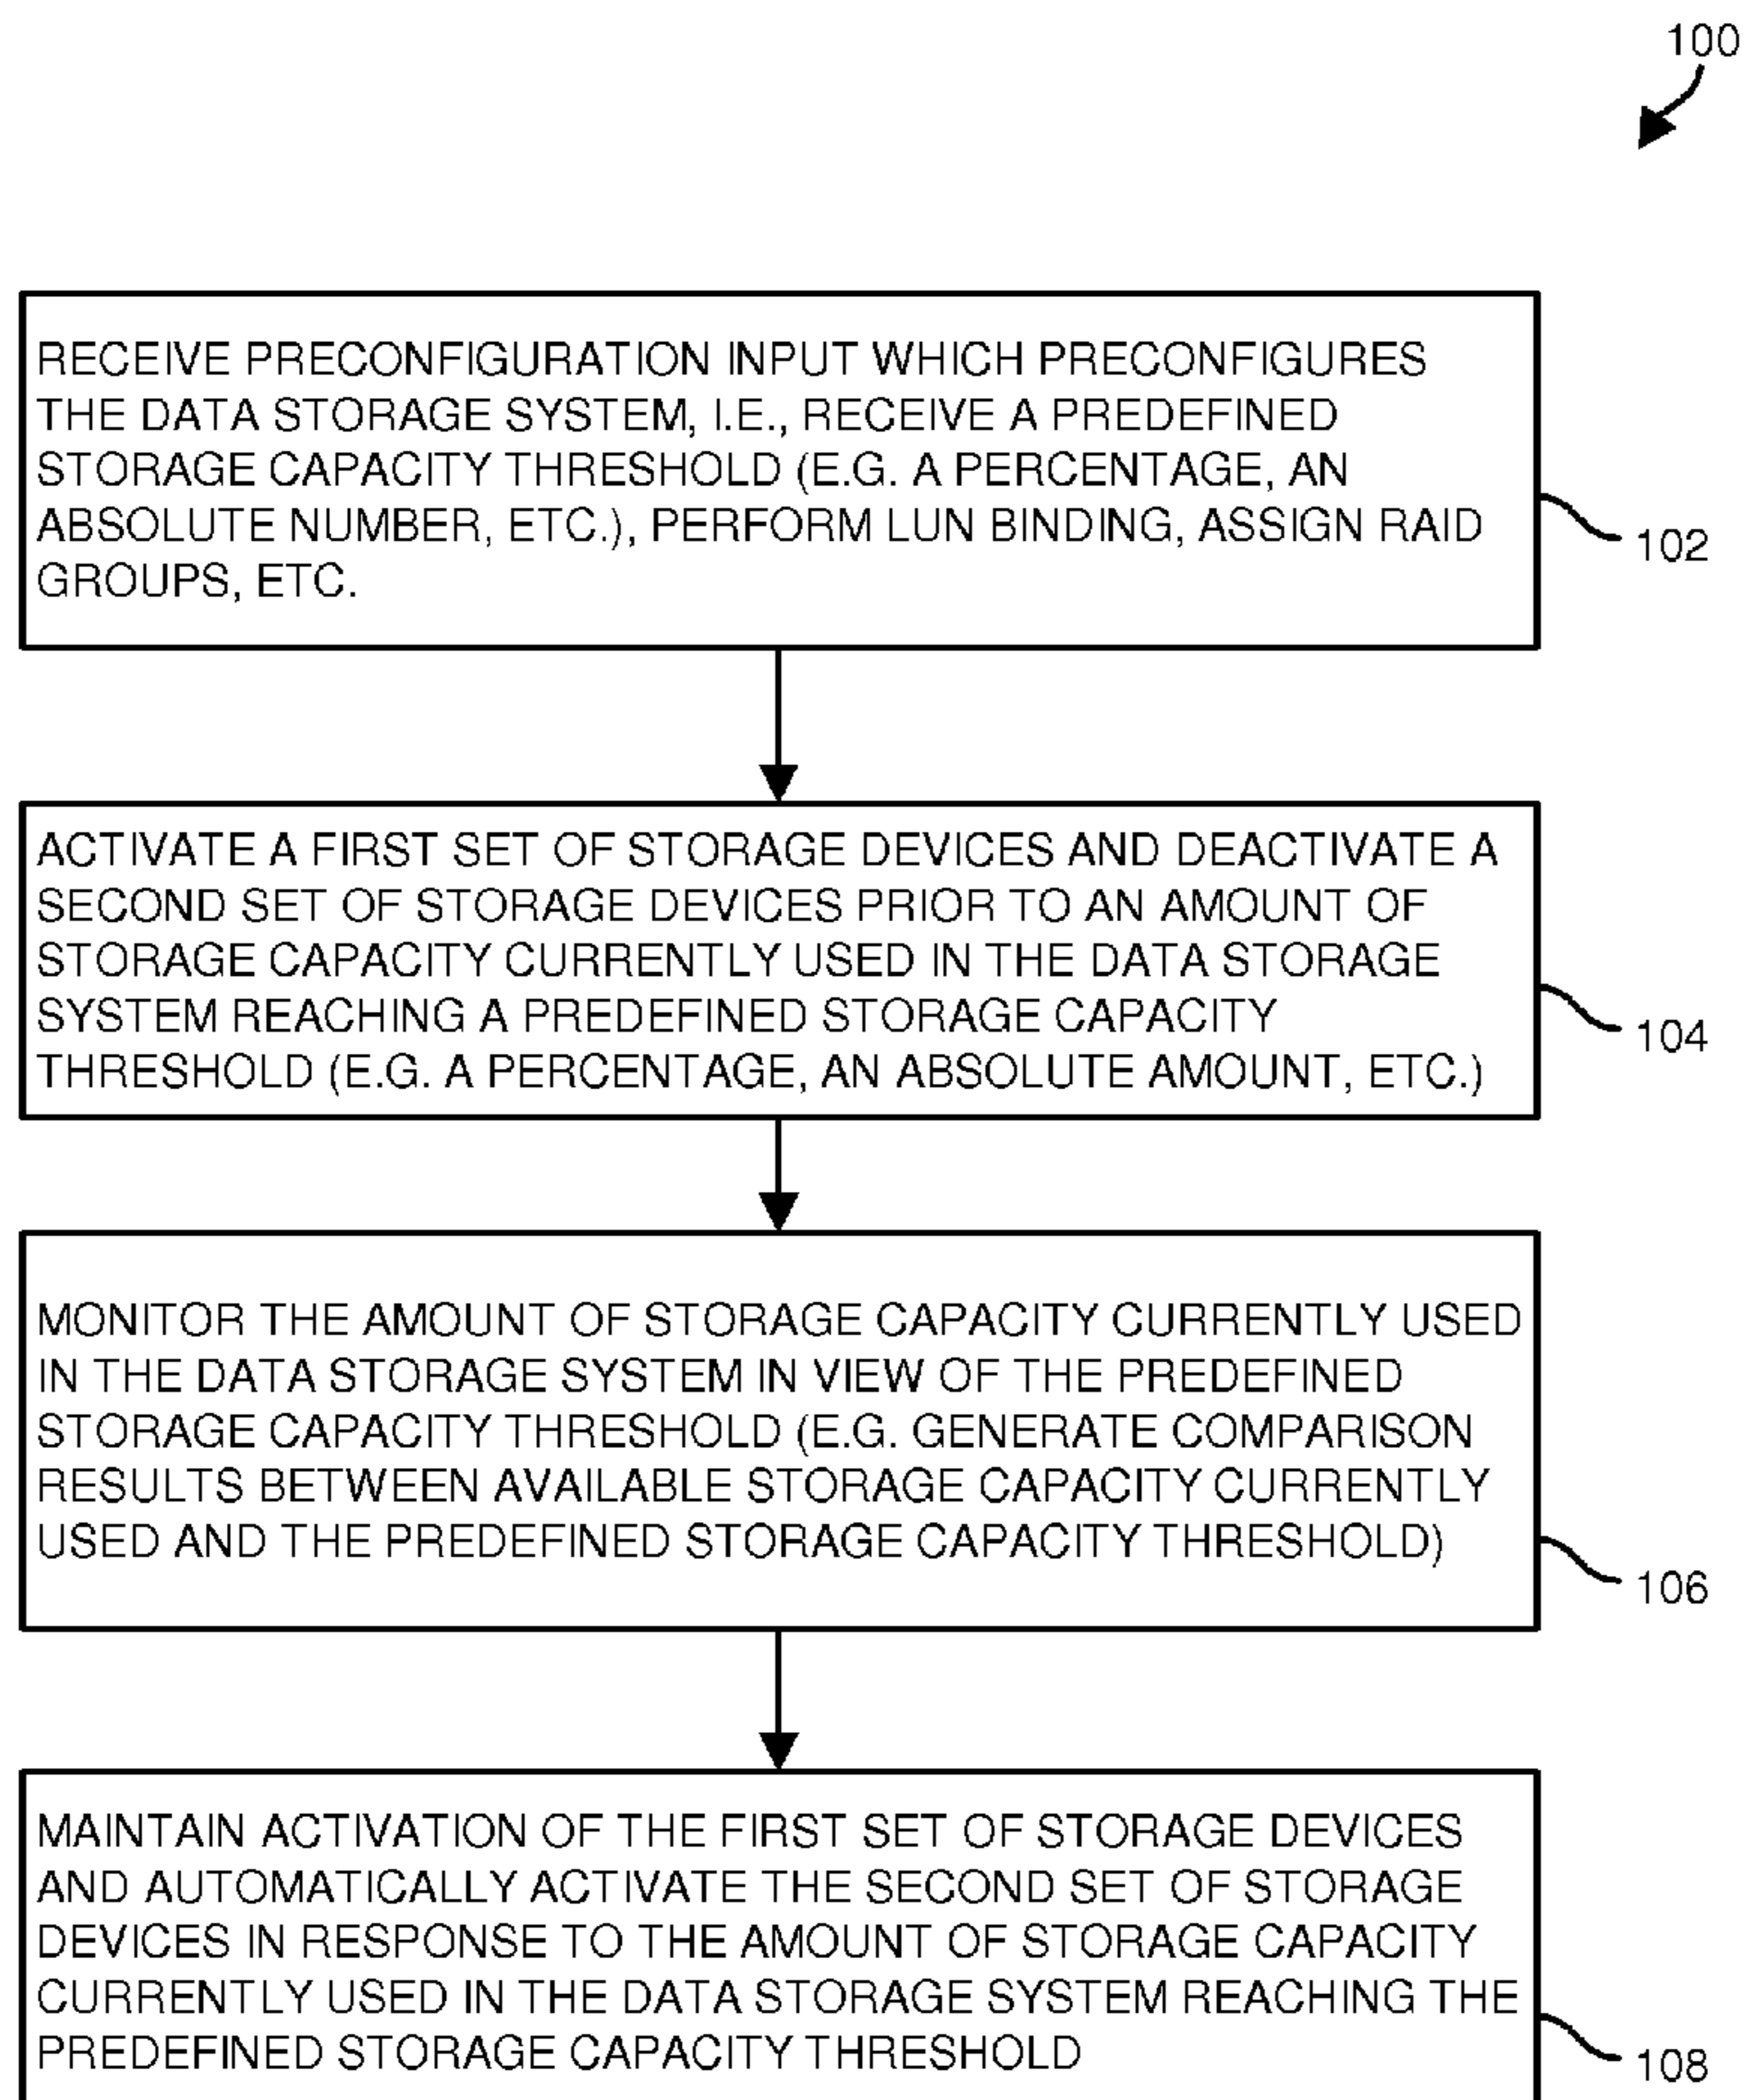 100
RECEIVE PRECONFIGURATION INPUT WHICH PRECONFIGURES
THE DATA STORAGE SYSTEM, I.E., RECEIVE A PREDEFINED
STORAGE CAPACITY THRESHOLD (E.G. A PERCENTAGE, AN
ABSOLUTE NUMBER, ETC.), PERFORM LUN BINDING, ASSIGN RAID
GROUPS, ETC.
102
ACTIVATE A FIRST SET OF STORAGE DEVICES AND DEACTIVATE A
SECOND SET OF STORAGE DEVICES PRIOR TO AN AMOUNT OF
STORAGE CAPACITY CURRENTLY USED IN THE DATA STORAGE
SYSTEM REACHING A PREDEFINED STORAGE CAPACITY
THRESHOLD (E.G. A PERCENTAGE, AN ABSOLUTE AMOUNT, ETC.)
104
MONITOR THE AMOUNT OF STORAGE CAPACITY CURRENTLY USED
IN THE DATA STORAGE SYSTEM IN VIEW OF THE PREDEFINED
STORAGE CAPACITY THRESHOLD (E.G. GENERATE COMPARISON
RESULTS BETWEEN AVAILABLE STORAGE CAPACITY CURRENTLY
USED AND THE PREDEFINED STORAGE CAPACITY THRESHOLD)
106
MAINTAIN ACTIVATION OF THE FIRST SET OF STORAGE DEVICES
AND AUTOMATICALLY ACTIVATE THE SECOND SET OF STORAGE
DEVICES IN RESPONSE TO THE AMOUNT OF STORAGE CAPACITY
CURRENTLY USED IN THE DATA STORAGE SYSTEM REACHING THE
PREDEFINED STORAGE CAPACITY THRESHOLD
108